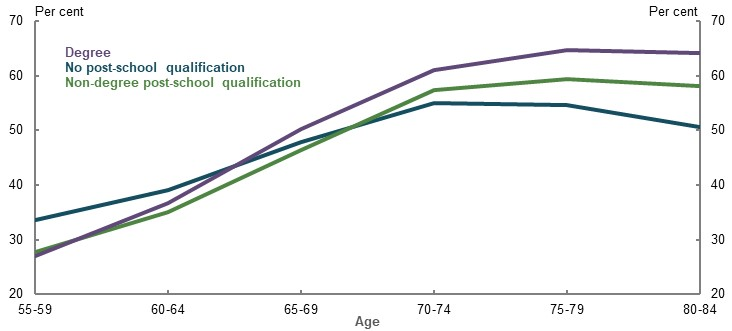 Per cent Per cent
70 70
Degree
No post-school qualification
Non-degree post-school qualification
60 60
50 50
40 40
30 30
20 20
55-59 60-64 65-69 70-74 75-79 80-84
Age